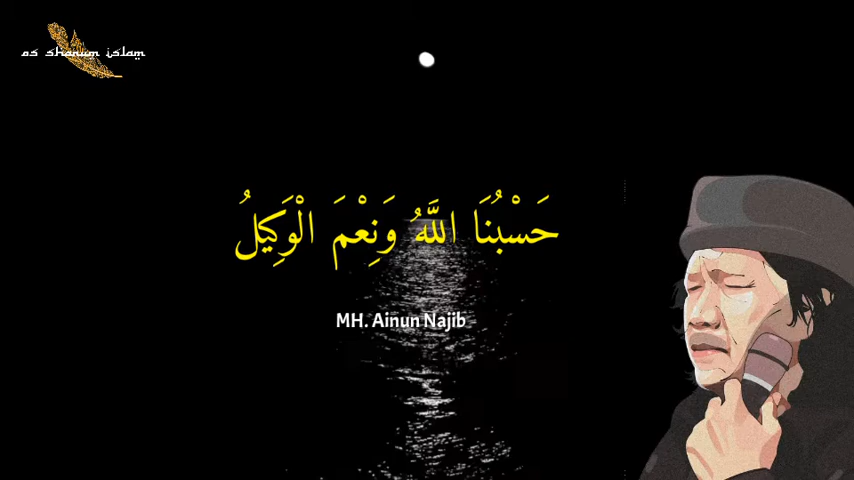 as shanum islam
حَسْبُنَا اللَّهُ وَنِعْمَ الْوَكِيلُ
MH. Ainun Najib